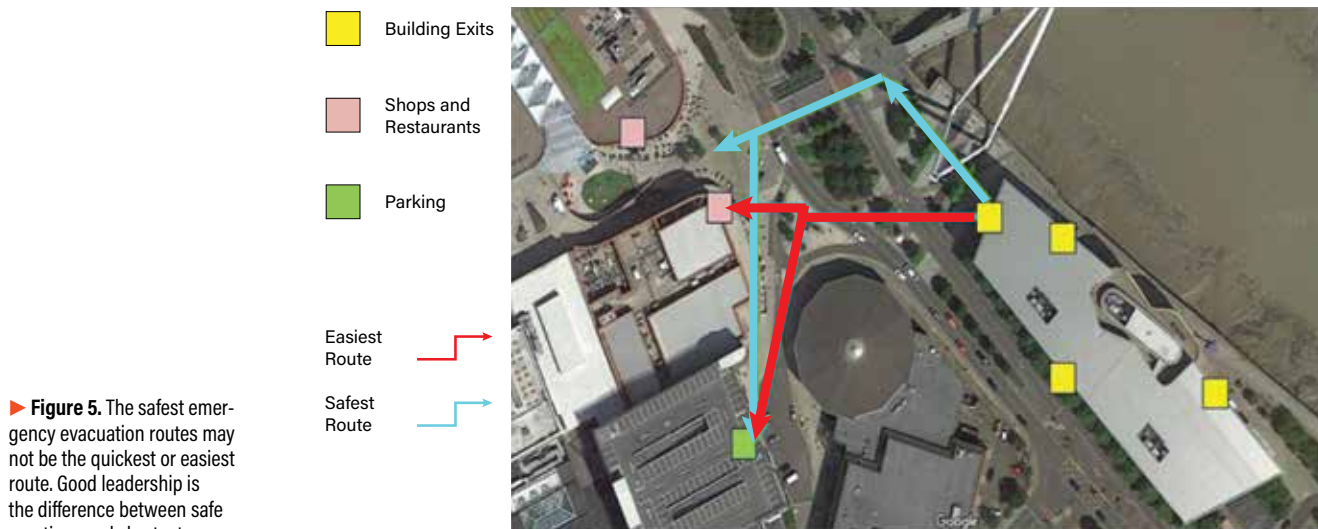 Building Exits
Shops and
Restaurants
Parking
Easiest
Route
Safest
Route
► Figure 5. The safest emer-
gency evacuation routes may
not be the quickest or easiest
route. Good leadership is
the difference between safe
Google